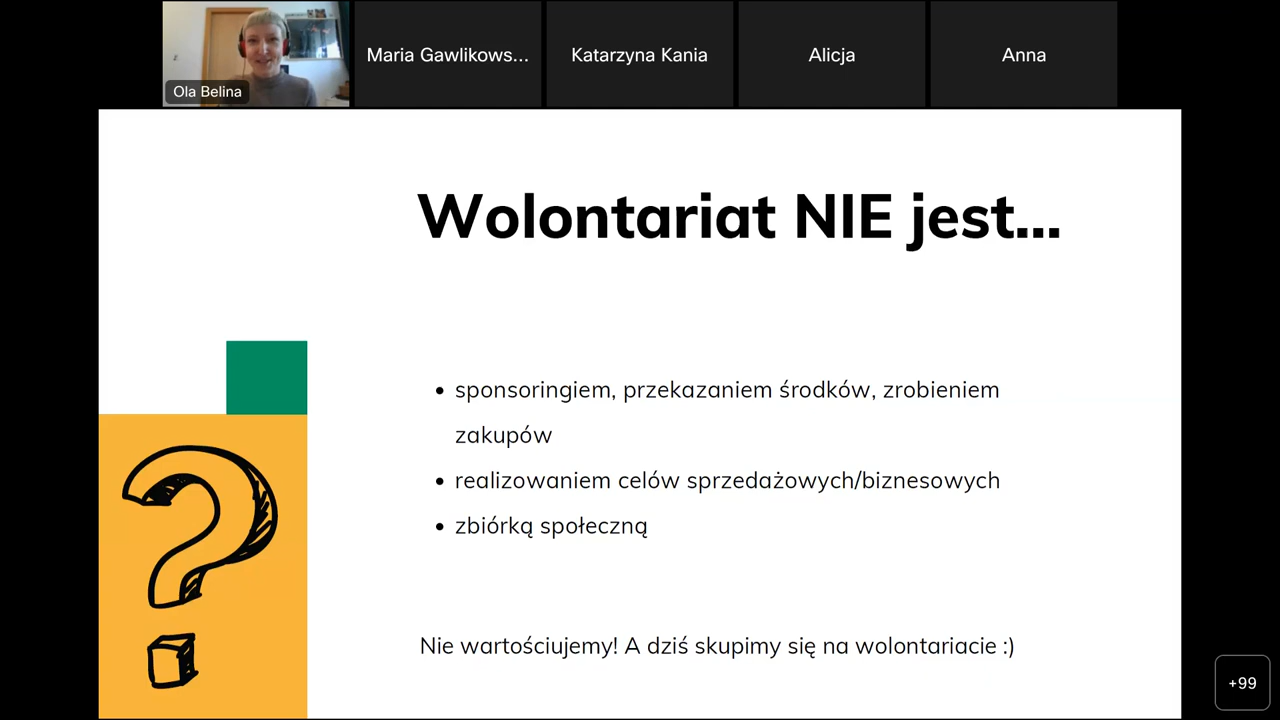 Ola Belina
Maria Gawlikows...
Katarzyna Kania
Alicja
Anna
Wolontariat NIE jest...
• sponsoringiem, przekazaniem środków, zrobieniem
zakupów
• realizowaniem celów sprzedażowych/biznesowych
• zbiórką społeczną
Nie wartościujemy! A dziś skupimy się na wolontariacie :)
+99